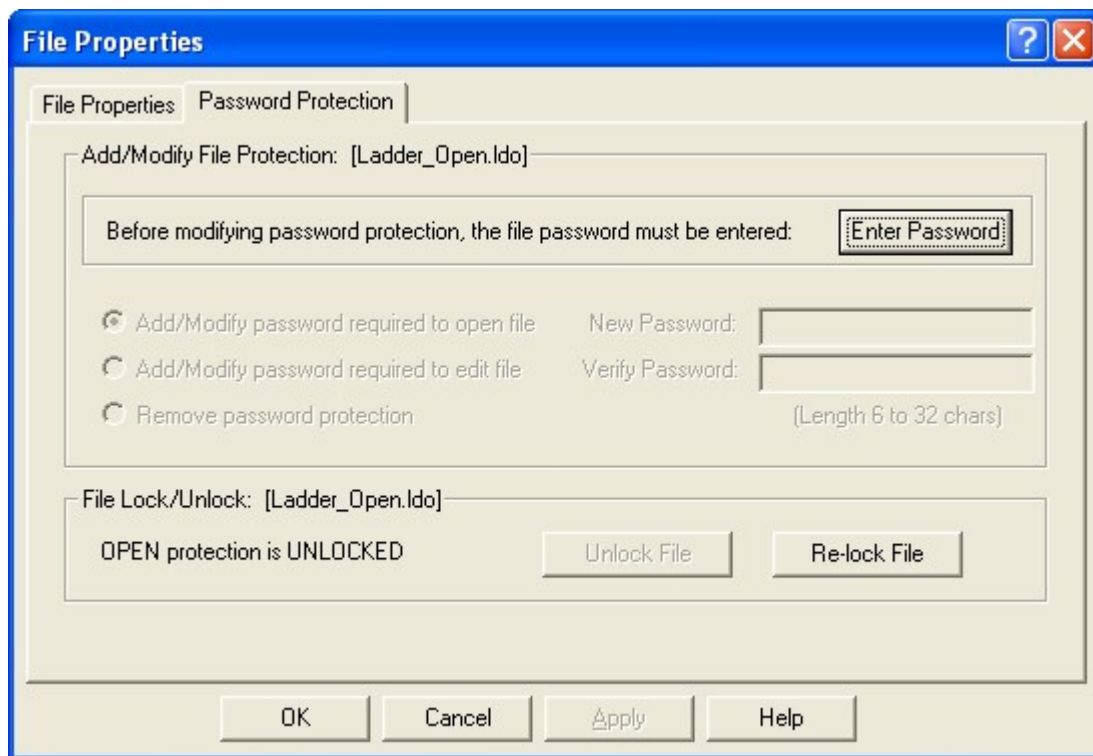 File Properties
File Properties Password Protection
Add/Modify File Protection: [Ladder_Open.ldo]
Before modifying password protection, the file password must be entered: Enter Password
Add/Modify password required to open file New Password:
Add/Modify password required to edit file Verify Password:
Remove password protection (Length 6 to 32 chars)
File Lock/Unlock: [Ladder_Open.ldo]
OPEN protection is UNLOCKED Unlock File Re-lock File
OK Cancel Apply Help